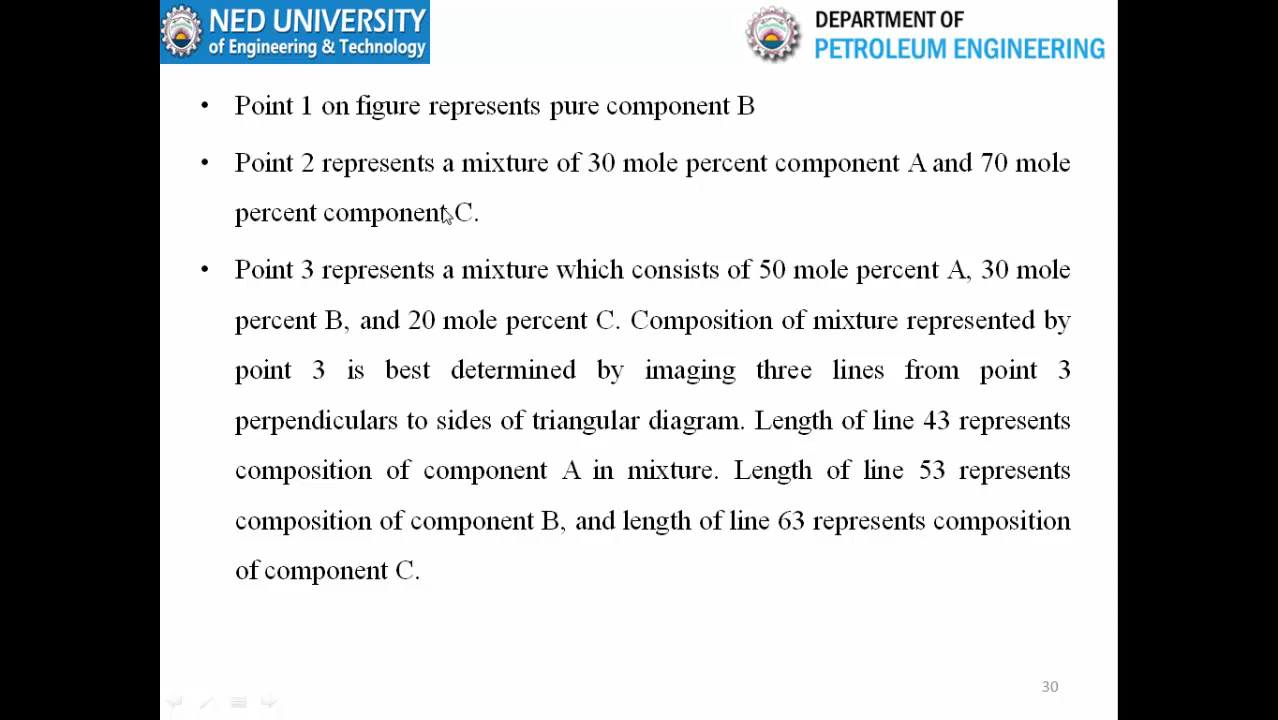 NED UNIVERSITY
of Engineering & Technology
DEPARTMENT OF
PETROLEUM ENGINEERING
• Point 1 on figure represents pure component B
• Point 2 represents a mixture of 30 mole percent component A and 70 mole
percent component C.
• Point 3 represents a mixture which consists of 50 mole percent A, 30 mole
percent B, and 20 mole percent C. Composition of mixture represented by
point 3 is best determined by imaging three lines from point 3
perpendiculars to sides of triangular diagram. Length of line 43 represents
composition of component A in mixture. Length of line 53 represents
composition of component B, and length of line 63 represents composition
of component C.
30